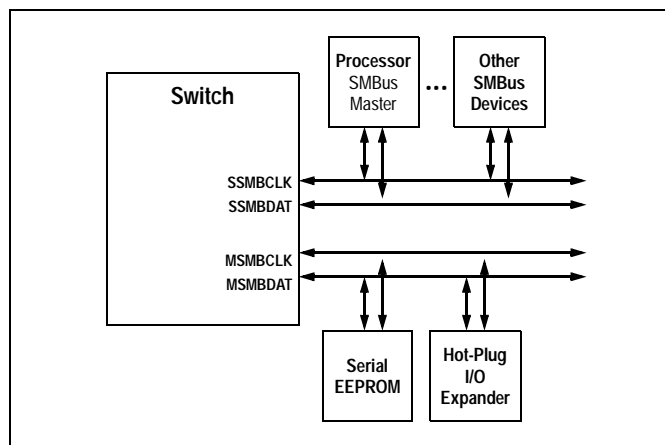 Processor
SMBus
Master
...
Other
SMBus
Devices
Switch
SSMBCLK
SSMBDAT
MSMBCLK
MSMBDAT
Serial
EEPROM
Hot-Plug
I/O
Expander